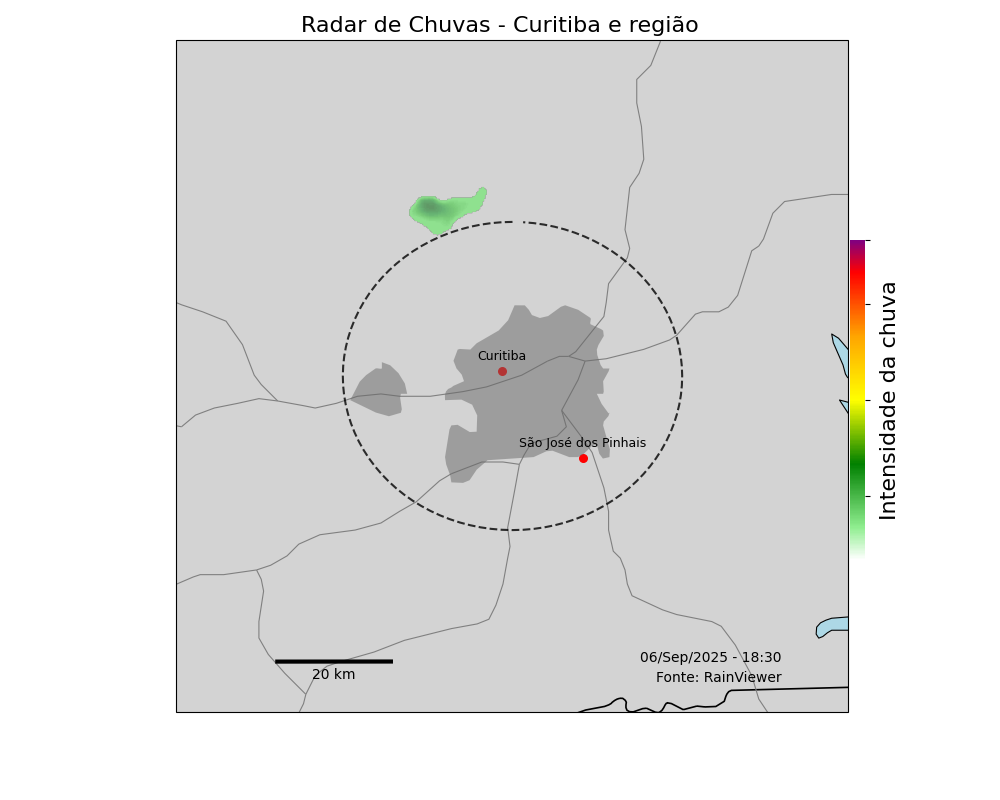 Radar de Chuvas - Curitiba e região
Curitiba
São José dos Pinhais
Intensidade da chuva
20 km
06/Sep/2025 - 18:30
Fonte: RainViewer